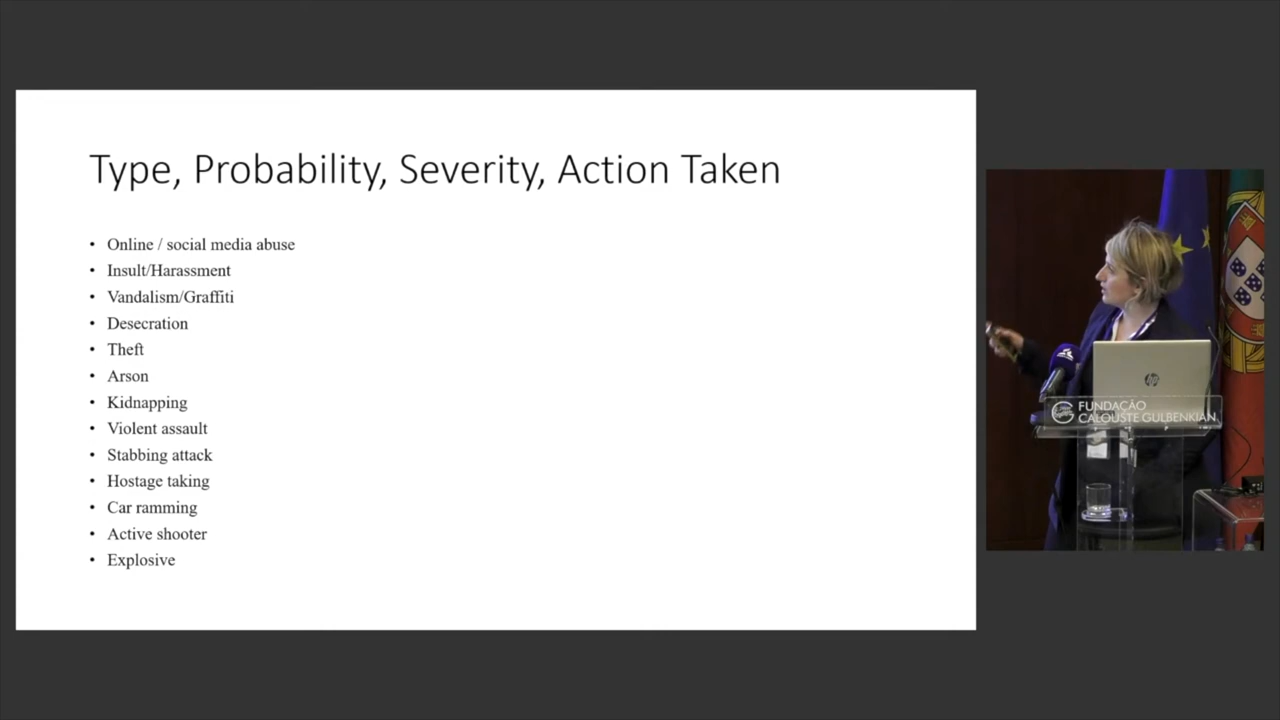 Type, Probability, Severity, Action Taken
• Online / social media abuse
• Insult/Harassment
• Vandalism/Graffiti
• Desecration
• Theft
• Arson
• Kidnapping
• Violent assault
• Stabbing attack
• Hostage taking
• Car ramming
• Active shooter
• Explosive
hp
FUNDAÇÃO
CALOUSTE GULBENKIAN